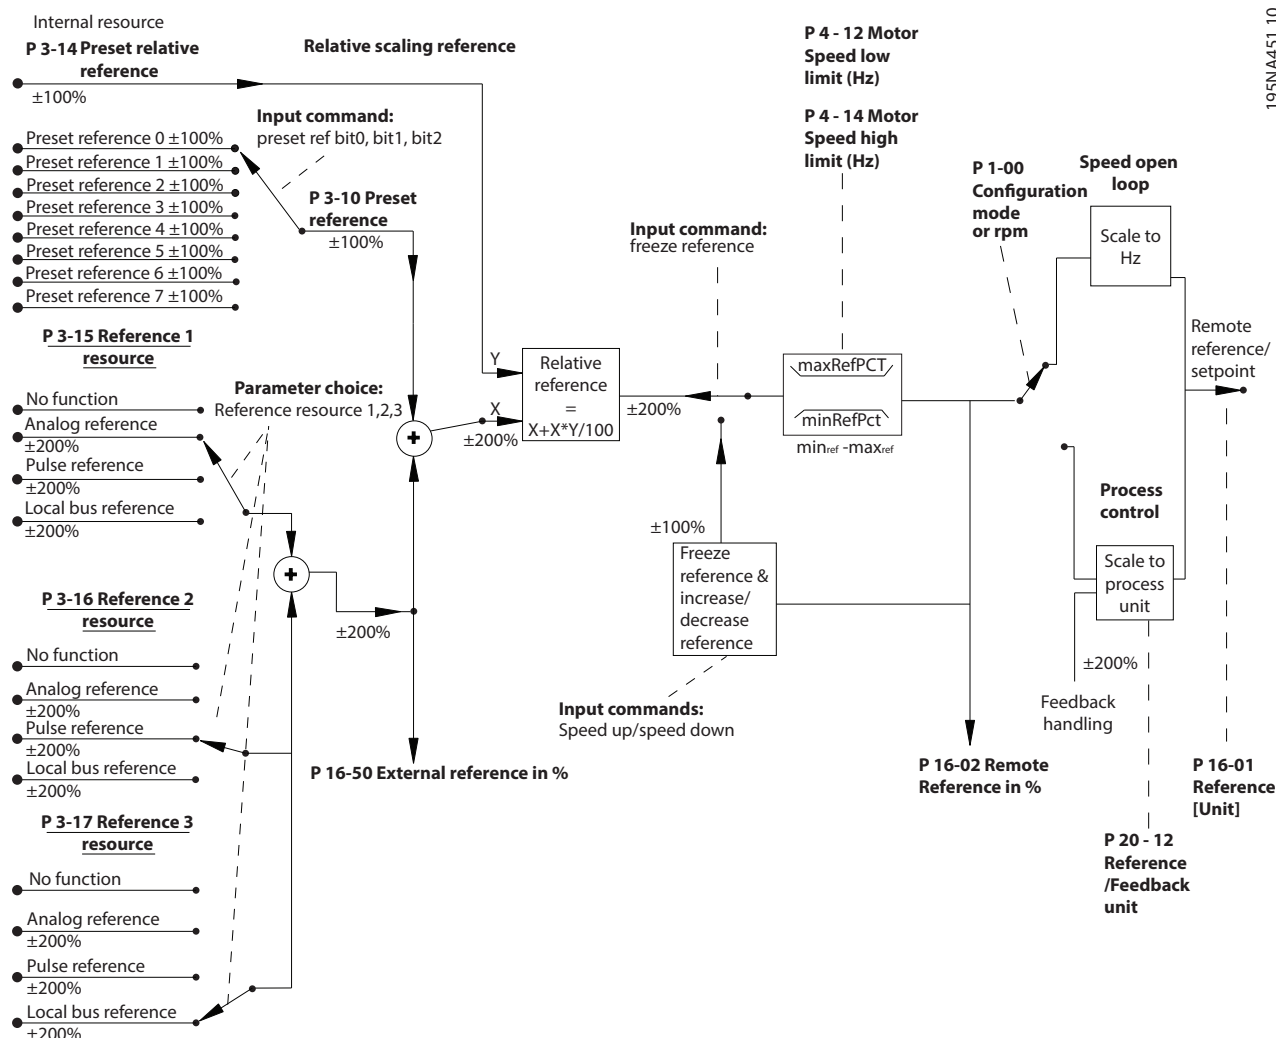 Internal resource
P 3-14 Preset relative
reference
±100%
Relative scaling reference
Input command:
preset ref bit0, bit1, bit2
Preset reference 0 ±100%
Preset reference 1 ±100%
Preset reference 2 ±100%
Preset reference 3 ±100%
Preset reference 4 ±100%
Preset reference 5 ±100%
Preset reference 6 ±100%
Preset reference 7 ±100%
P 3-10 Preset
reference
±100%
P 3-15 Reference 1
resource
No function
Analog reference
±200%
Pulse reference
±200%
Local bus reference
±200%
Parameter choice:
Reference resource 1,2,3
+
+
±200%
P 3-16 Reference 2
resource
No function
Analog reference
±200%
Pulse reference
±200%
Local bus reference
±200%
P 3-17 Reference 3
resource
No function
Analog reference
±200%
Pulse reference
±200%
Local bus reference
±200%
P 16-50 External reference in %
Y
X
±200%
Relative
reference
=
X+X*Y/100
±200%
Input command:
freeze reference
±100%
Freeze
reference &
increase/
decrease
reference
Input commands:
Speed up/speed down
P 4 - 12 Motor
Speed low
limit (Hz)
P 4 - 14 Motor
Speed high
limit (Hz)
maxRefPCT
minRefPct
minref -maxref
P 1-00
Configuration
mode
or rpm
Speed open
loop
Scale to
Hz
Remote
reference/
setpoint
Process
control
Scale to
process
unit
±200%
Feedback
handling
P 16-02 Remote
Reference in %
P 16-01
Reference
[Unit]
P 20 - 12
Reference
/Feedback
unit
195NA451.10